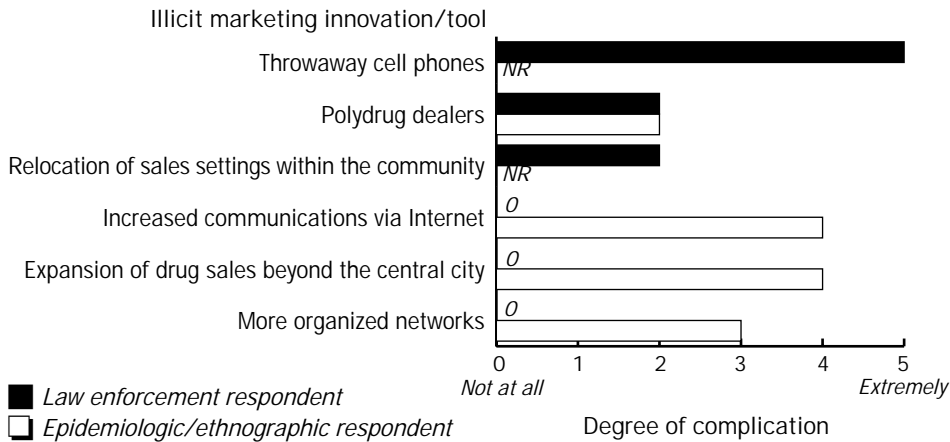 Illicit marketing innovation/tool
Throwaway cell phones
NR
Polydrug dealers
Relocation of sales settings within the community
NR
Increased communications via Internet
0
Expansion of drug sales beyond the central city
0
More organized networks
0
0 1 2 3 4 5
Not at all Extremely
Law enforcement respondent
Epidemiologic/ethnographic respondent
Degree of complication